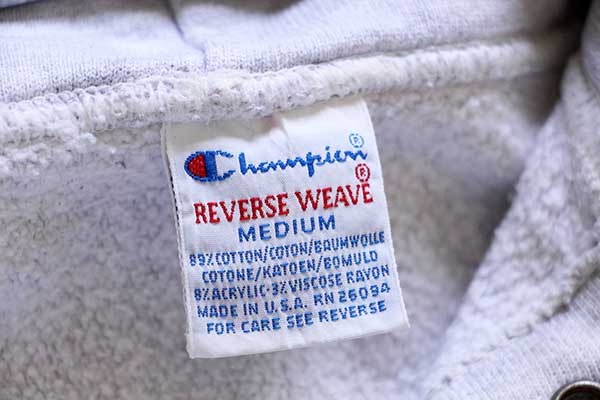 Champion®
REVERSE WEAVE®
MEDIUM
89% COTTON/COTON/BAUMWOLLE
COTONE/KATOEN/BOMULD
8% ACRYLIC·3% VISCOSE RAYON
MADE IN U.S.A. RN 26094
FOR CARE SEE REVERSE